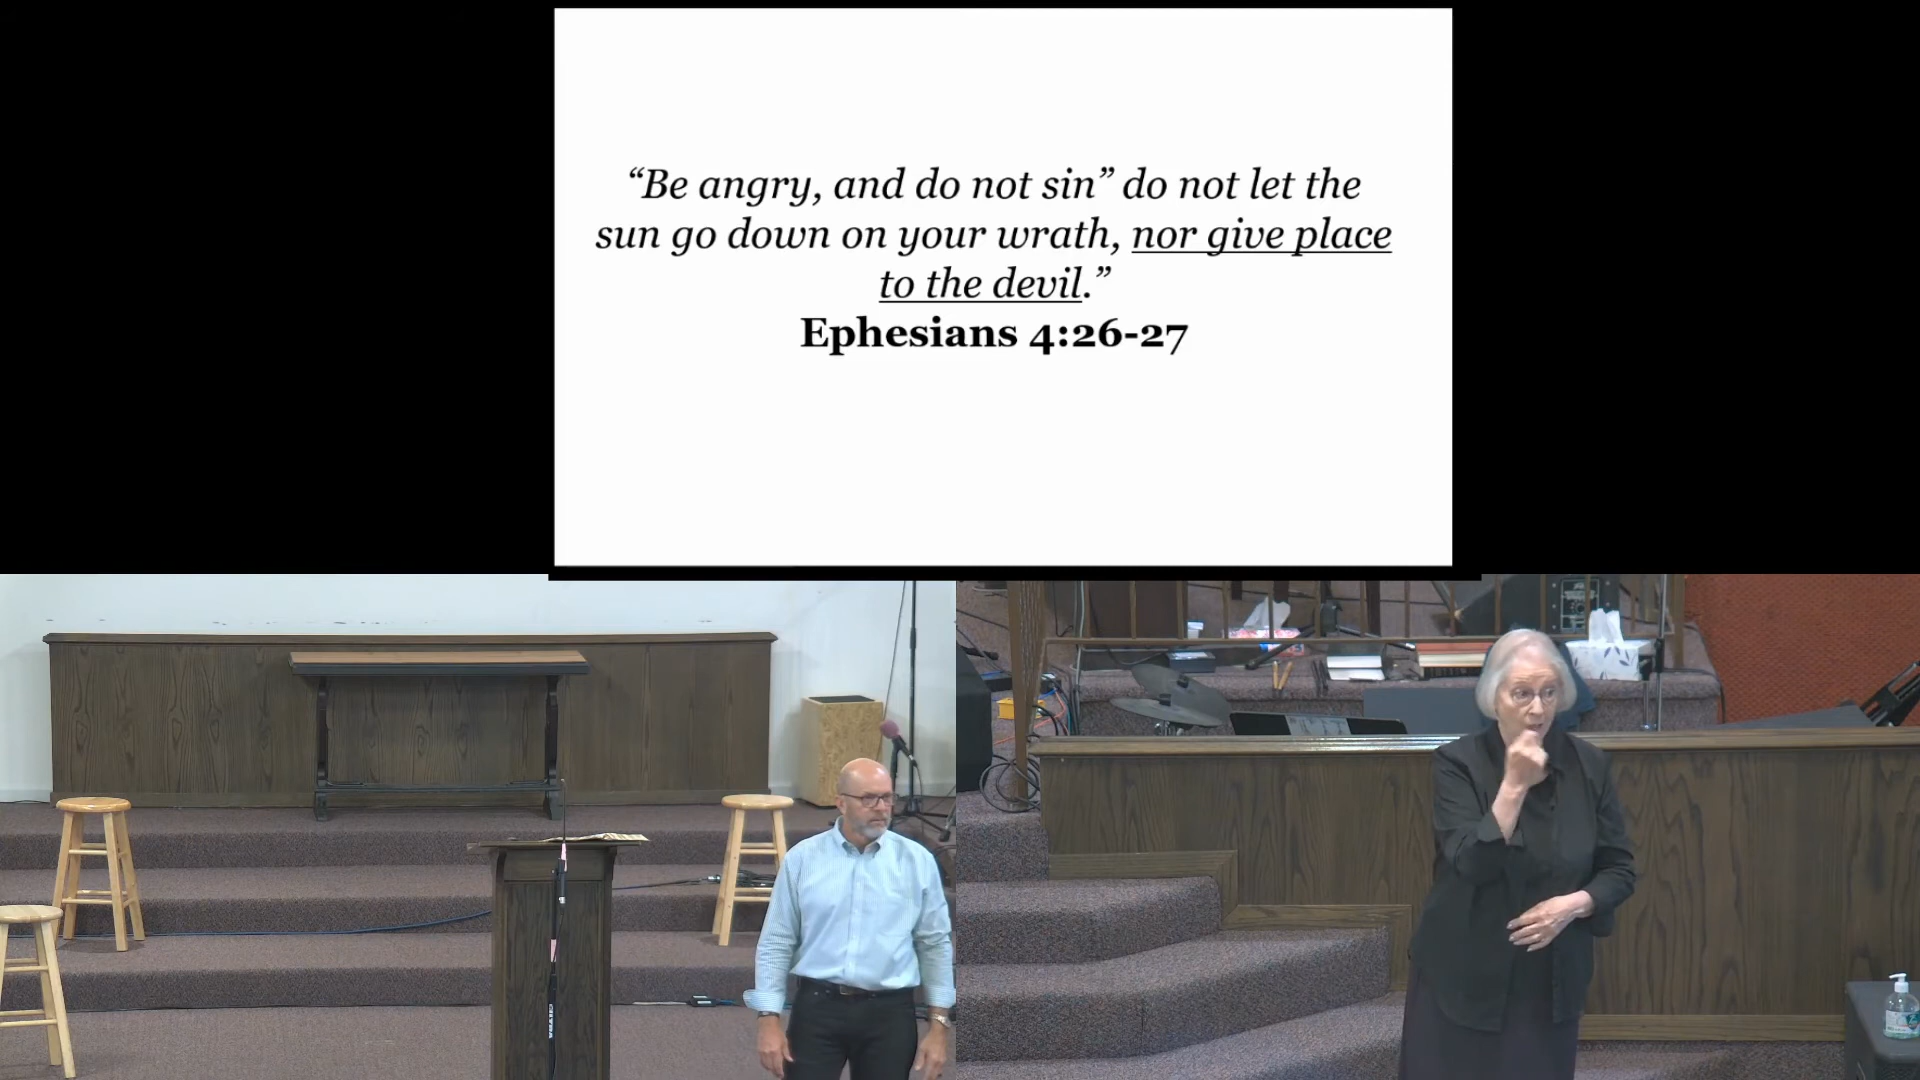 “Be angry, and do not sin” do not let the
sun go down on your wrath, nor give place
to the devil.”
Ephesians 4:26-27